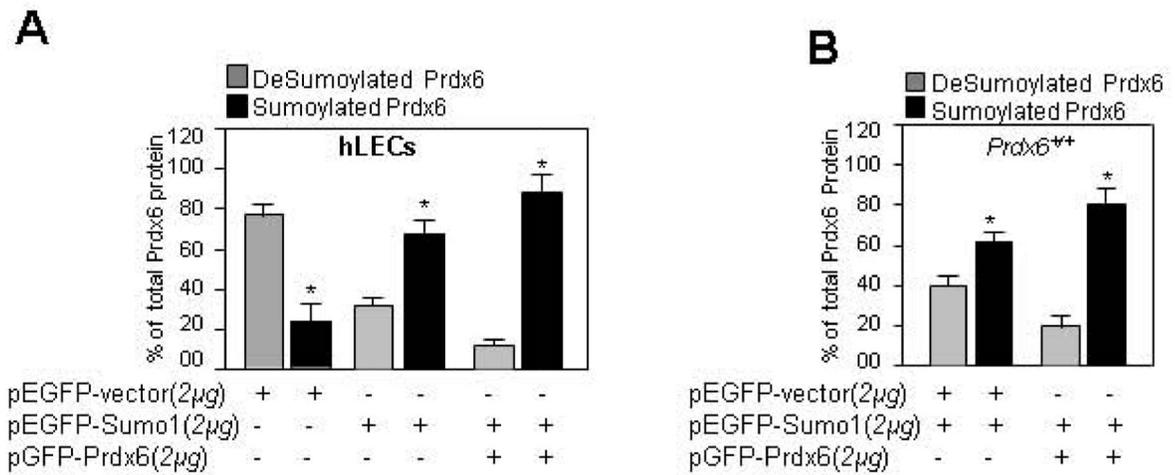 A
DeSumoylated Prdx6
Sumoylated Prdx6
hLECs
% of total Prdx6 protein
120
100
80
60
40
20
00
*
*
*
pEGFP-vector(2µg) + + - - - -
pEGFP-Sumo1(2µg) - - + + + +
pGFP-Prdx6(2µg) - - - - + +
B
DeSumoylated Prdx6
Sumoylated Prdx6
Prdx6+/+
% of total Prdx6 Protein
120
100
80
60
40
20
00
*
*
pEGFP-vector(2µg) + + - -
pEGFP-Sumo1(2µg) + + + +
pGFP-Prdx6(2µg) - - + +